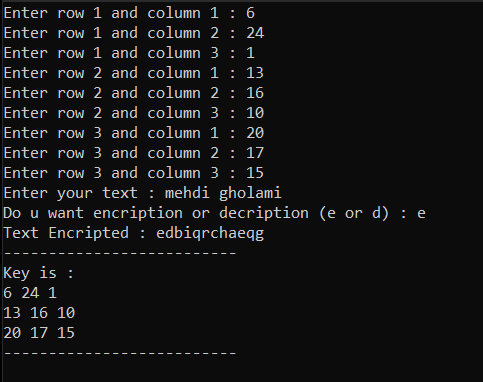 Enter row 1 and column 1 : 6
Enter row 1 and column 2 : 24
Enter row 1 and column 3 : 1
Enter row 2 and column 1 : 13
Enter row 2 and column 2 : 16
Enter row 2 and column 3 : 10
Enter row 3 and column 1 : 20
Enter row 3 and column 2 : 17
Enter row 3 and column 3 : 15
Enter your text : mehdi gholami
Do u want encription or decription (e or d) : e
Text Encripted : edbiqrchaeqg
--------------------------
Key is :
6 24 1
13 16 10
20 17 15
--------------------------